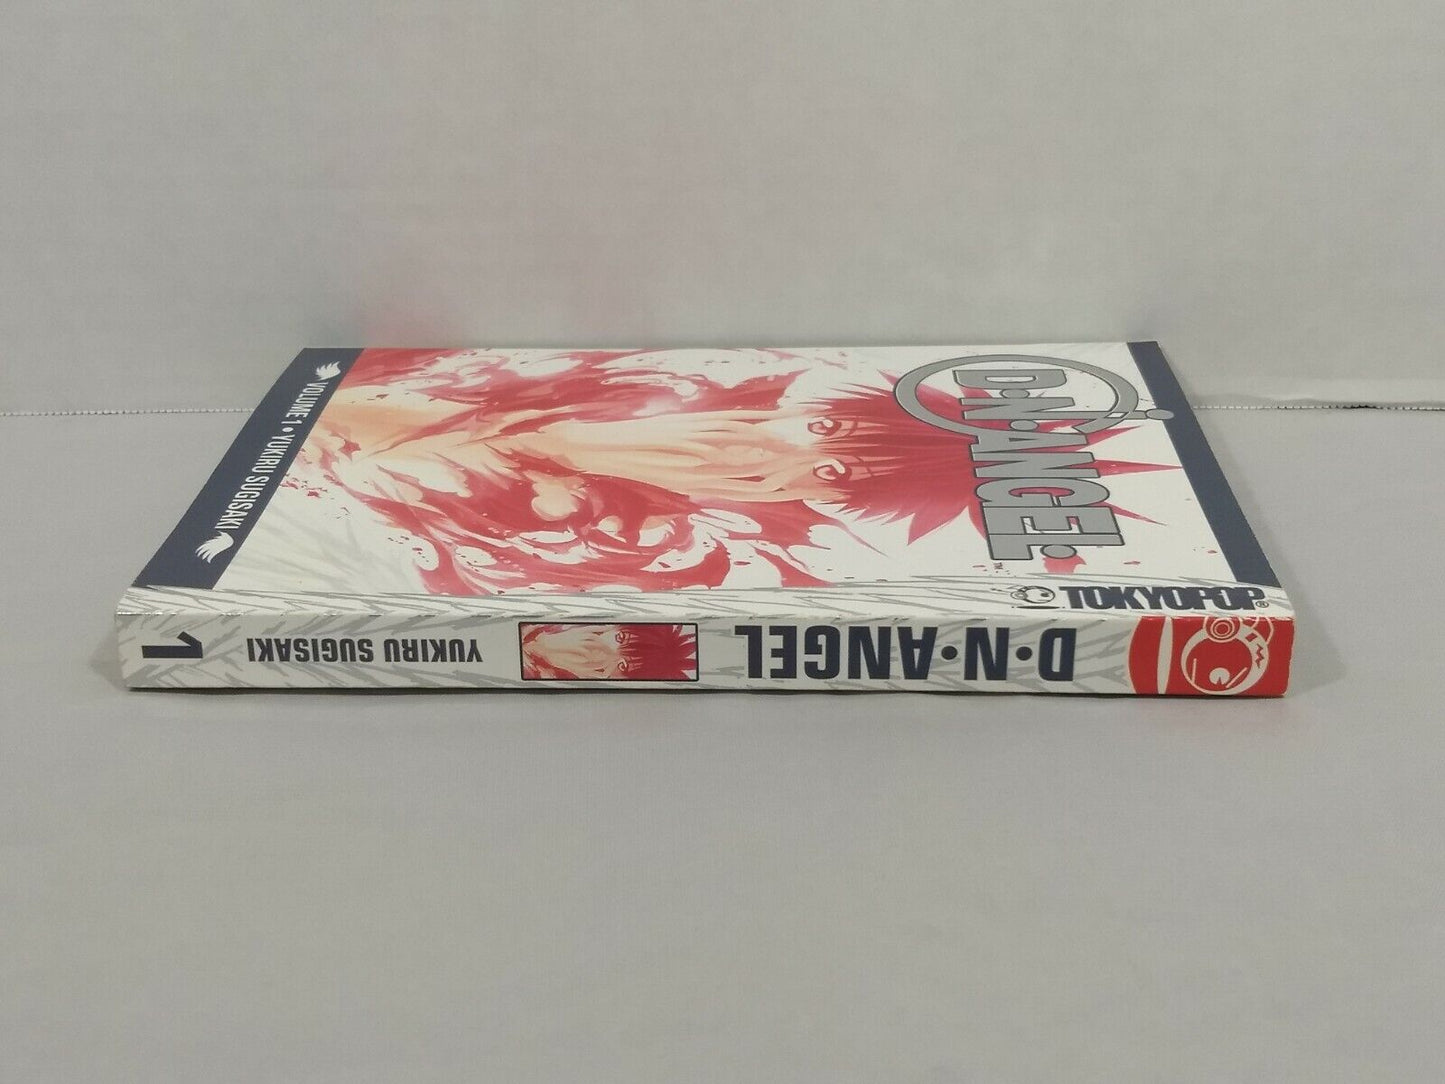 D•N•ANGEL•™
VOLUME 1 • YUKIRU SUGISAKI
TOKYOPOP®
D•N•ANGEL
YUKIRU SUGISAKI
1